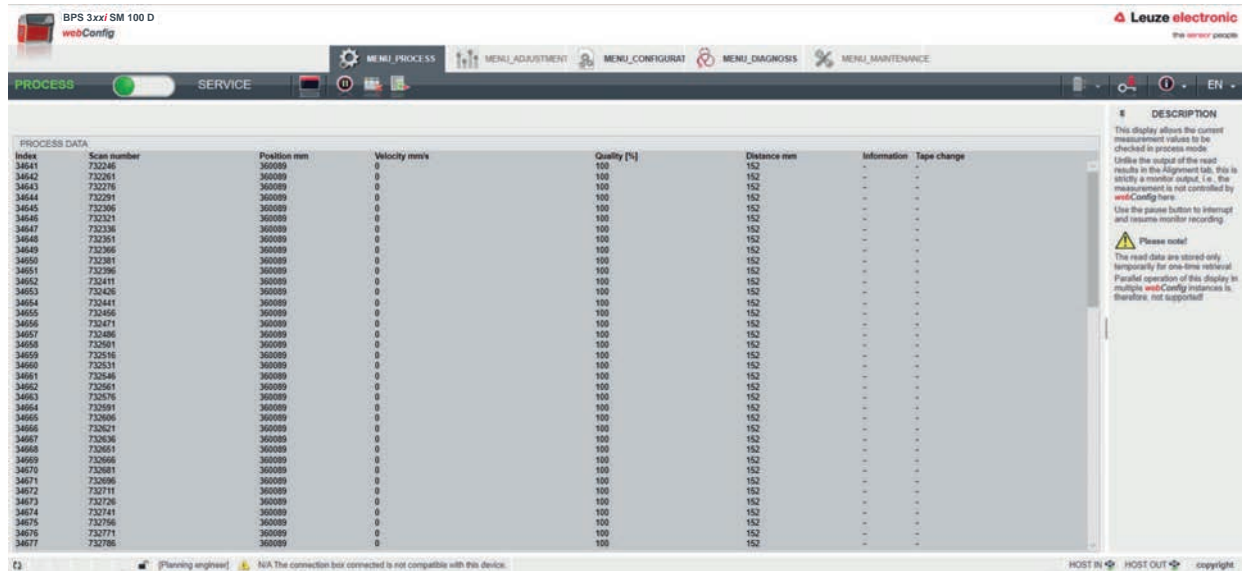 BPS 3xxi SM 100 D
webConfig
Leuze electronic
the sensor people
MENU_PROCESS MENU_ADJUSTMENT MENU_CONFIGURAT MENU_DIAGNOSIS MENU_MAINTENANCE
PROCESS SERVICE EN
PROCESS DATA
Index Scan number Position mm Velocity mm/s Quality [%] Distance mm Information Tape change
34641 732246 360089 0 100 152 - -
34642 732261 360089 0 100 152 - -
34643 732276 360089 0 100 152 - -
34644 732291 360089 0 100 152 - -
34645 732306 360089 0 100 152 - -
34646 732321 360089 0 100 152 - -
34647 732336 360089 0 100 152 - -
34648 732351 360089 0 100 152 - -
34649 732366 360089 0 100 152 - -
34650 732381 360089 0 100 152 - -
34651 732396 360089 0 100 152 - -
34652 732411 360089 0 100 152 - -
34653 732426 360089 0 100 152 - -
34654 732441 360089 0 100 152 - -
34655 732456 360089 0 100 152 - -
34656 732471 360089 0 100 152 - -
34657 732486 360089 0 100 152 - -
34658 732501 360089 0 100 152 - -
34659 732516 360089 0 100 152 - -
34660 732531 360089 0 100 152 - -
34661 732546 360089 0 100 152 - -
34662 732561 360089 0 100 152 - -
34663 732576 360089 0 100 152 - -
34664 732591 360089 0 100 152 - -
34665 732606 360089 0 100 152 - -
34666 732621 360089 0 100 152 - -
34667 732636 360089 0 100 152 - -
34668 732651 360089 0 100 152 - -
34669 732666 360089 0 100 152 - -
34670 732681 360089 0 100 152 - -
34671 732696 360089 0 100 152 - -
34672 732711 360089 0 100 152 - -
34673 732726 360089 0 100 152 - -
34674 732741 360089 0 100 152 - -
34675 732756 360089 0 100 152 - -
34676 732771 360089 0 100 152 - -
34677 732786 360089 0 100 152 - -
DESCRIPTION
This display allows the current
measurement values to be
checked in process mode.
Unlike the output of the read
results in the Alignment tab, this is
strictly a monitor output, i.e., the
measurement is not controlled by
webConfig here.
Use the pause button to interrupt
and resume monitor recording.
Please note!
The read data are stored only
temporarily for one-time retrieval.
Parallel operation of this display in
multiple webConfig instances is,
therefore, not supported!
[Planning engineer] N/A The connection box connected is not compatible with this device. HOST IN HOST OUT copyright